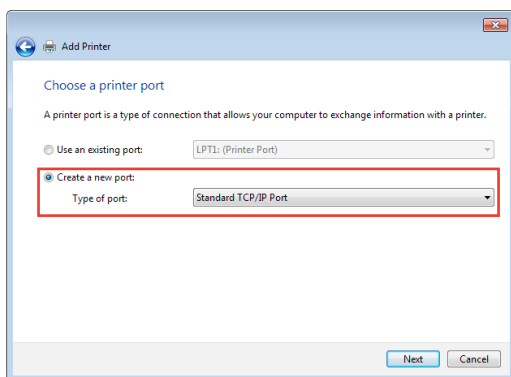 Add Printer
Choose a printer port
A printer port is a type of connection that allows your computer to exchange information with a printer.
Use an existing port: LPT1: (Printer Port)
Create a new port:
Type of port: Standard TCP/IP Port
Next Cancel